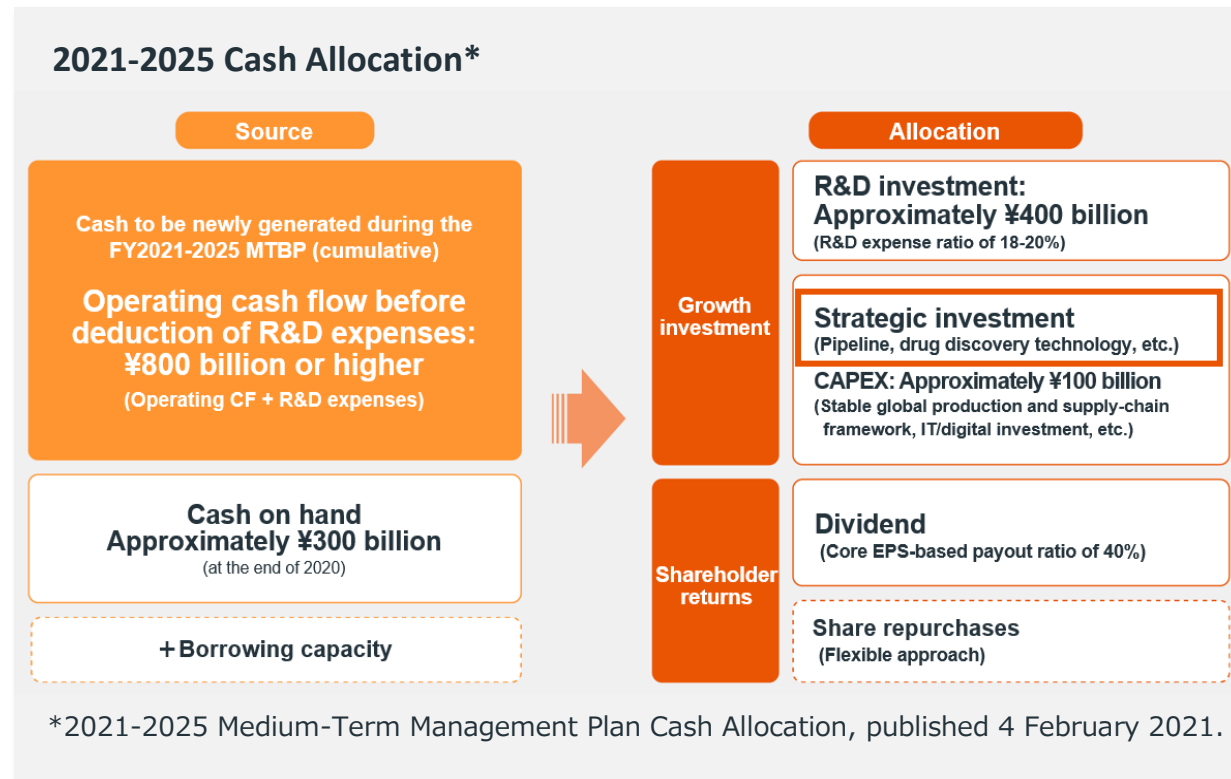 2021-2025 Cash Allocation*
Source
Cash to be newly generated during the
FY2021-2025 MTBP (cumulative)
Operating cash flow before
deduction of R&D expenses:
¥800 billion or higher
(Operating CF + R&D expenses)
Cash on hand
Approximately ¥300 billion
(at the end of 2020)
+Borrowing capacity
Allocation
Growth
investment
R&D investment:
Approximately ¥400 billion
(R&D expense ratio of 18-20%)
Strategic investment
(Pipeline, drug discovery technology, etc.)
CAPEX: Approximately ¥100 billion
(Stable global production and supply-chain
framework, IT/digital investment, etc.)
Shareholder
returns
Dividend
(Core EPS-based payout ratio of 40%)
Share repurchases
(Flexible approach)
*2021-2025 Medium-Term Management Plan Cash Allocation, published 4 February 2021.